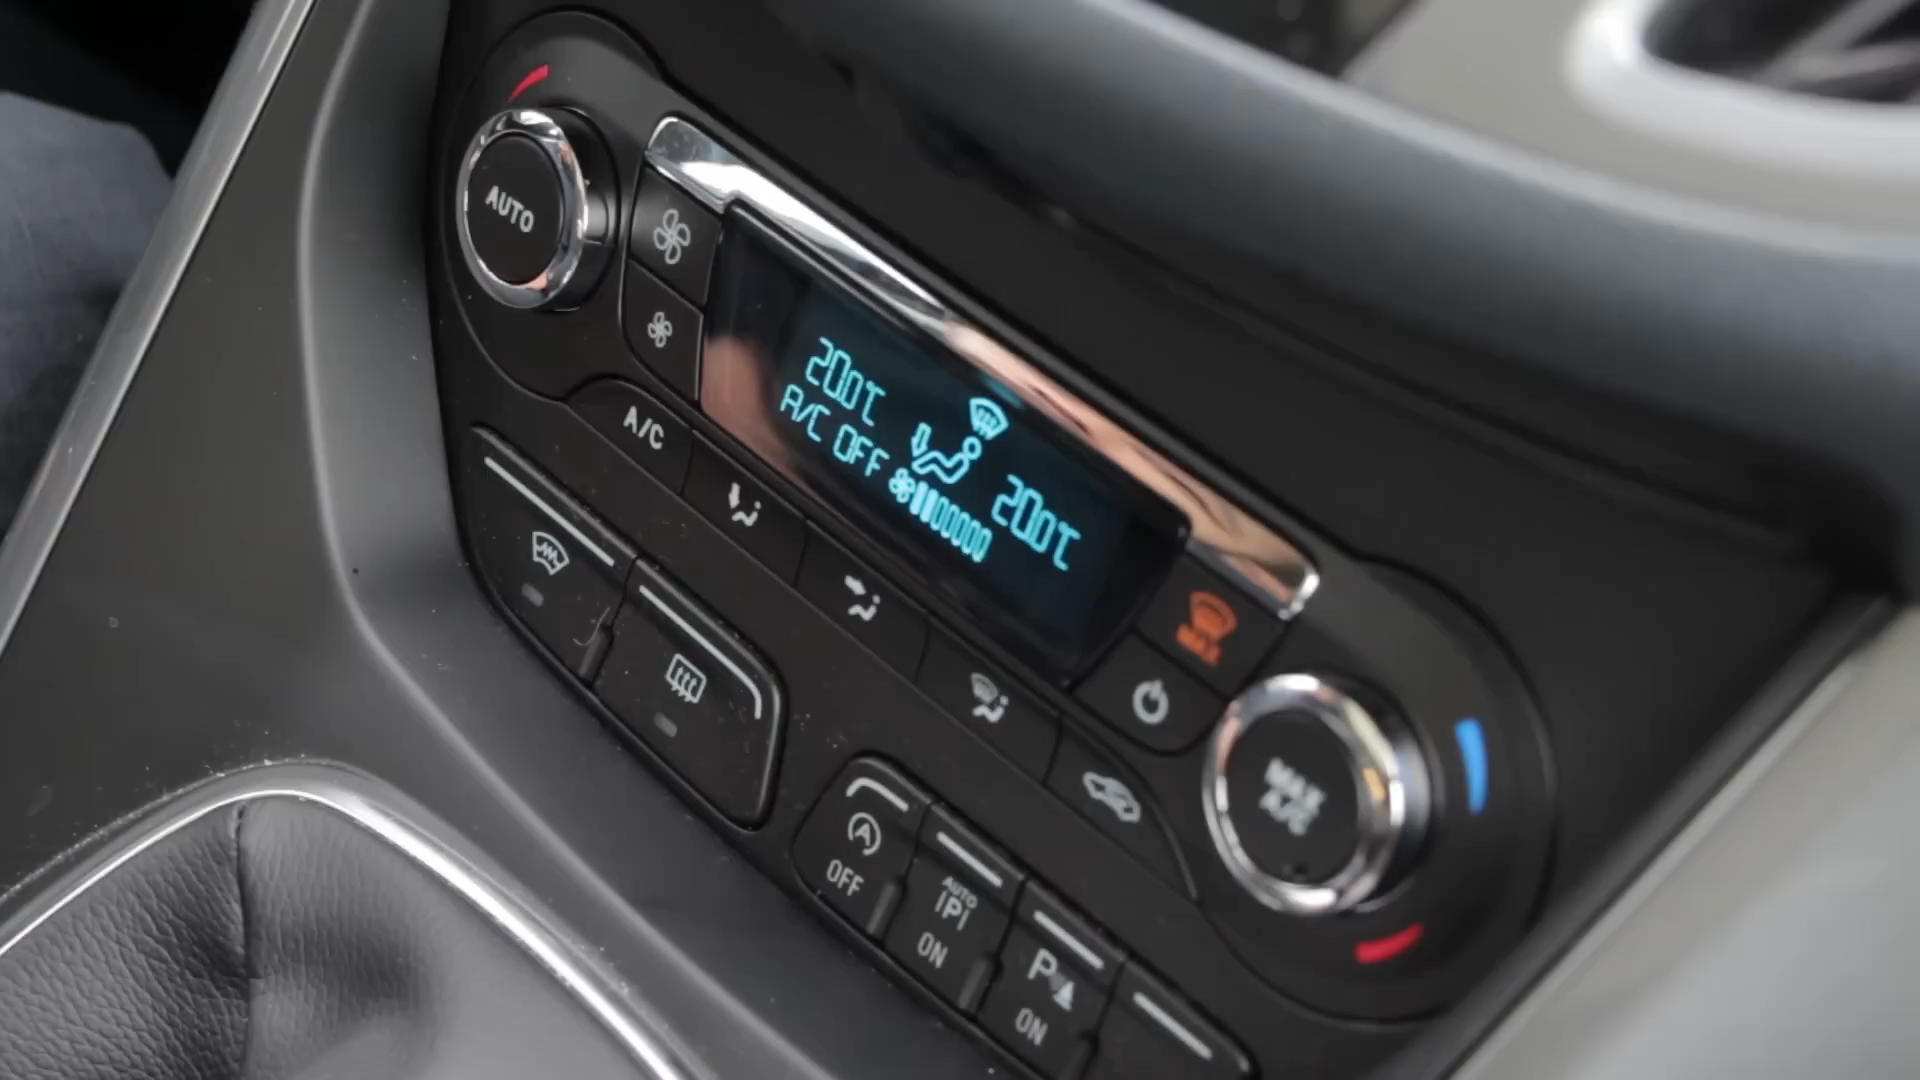 AUTO
20.0°C
A/C OFF
20.0°C
A/C
MAX
MAX
A/C
A
OFF
AUTO
P
ON
P
ON